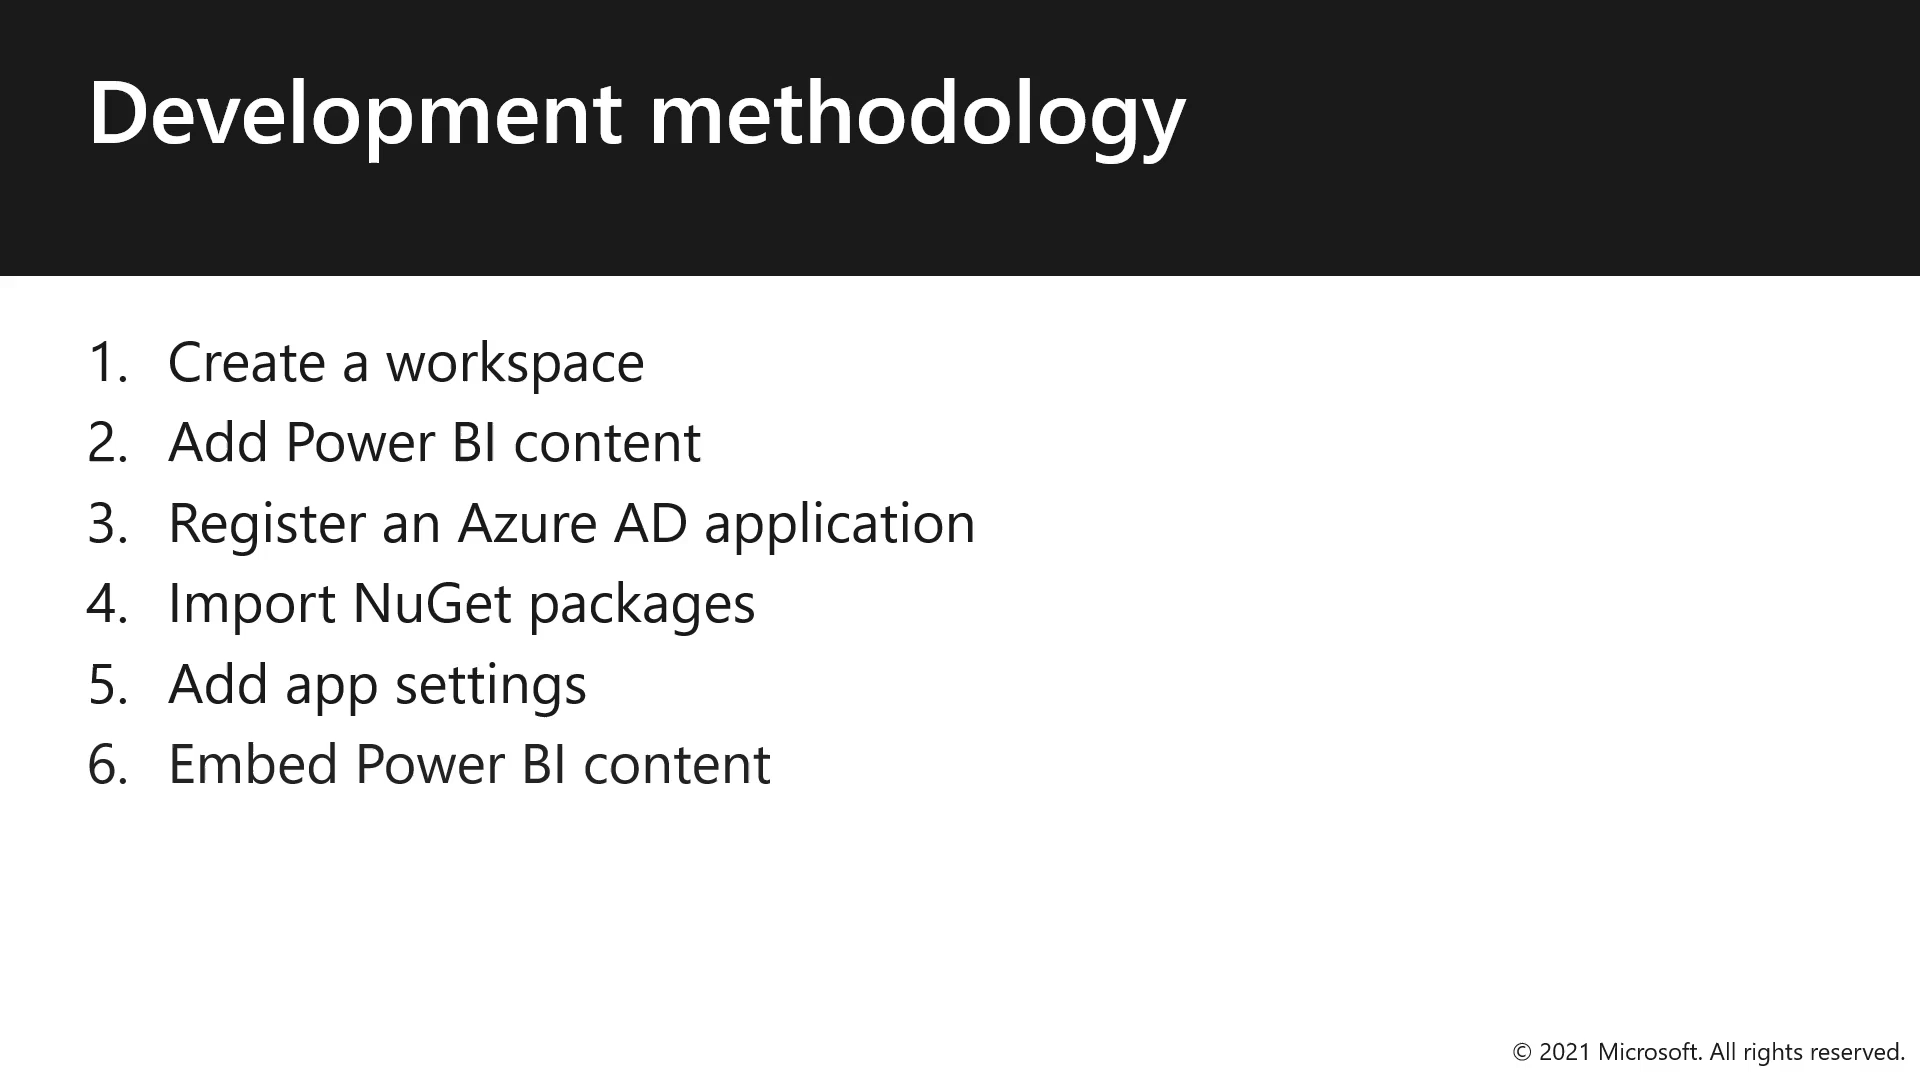 Development methodology
1. Create a workspace
2. Add Power BI content
3. Register an Azure AD application
4. Import NuGet packages
5. Add app settings
6. Embed Power BI content
© 2021 Microsoft. All rights reserved.